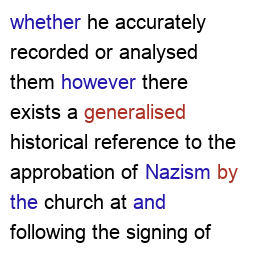 whether he accurately
recorded or analysed
them however there
exists a generalised
historical reference to the
approbation of Nazism by
the church at and
following the signing of